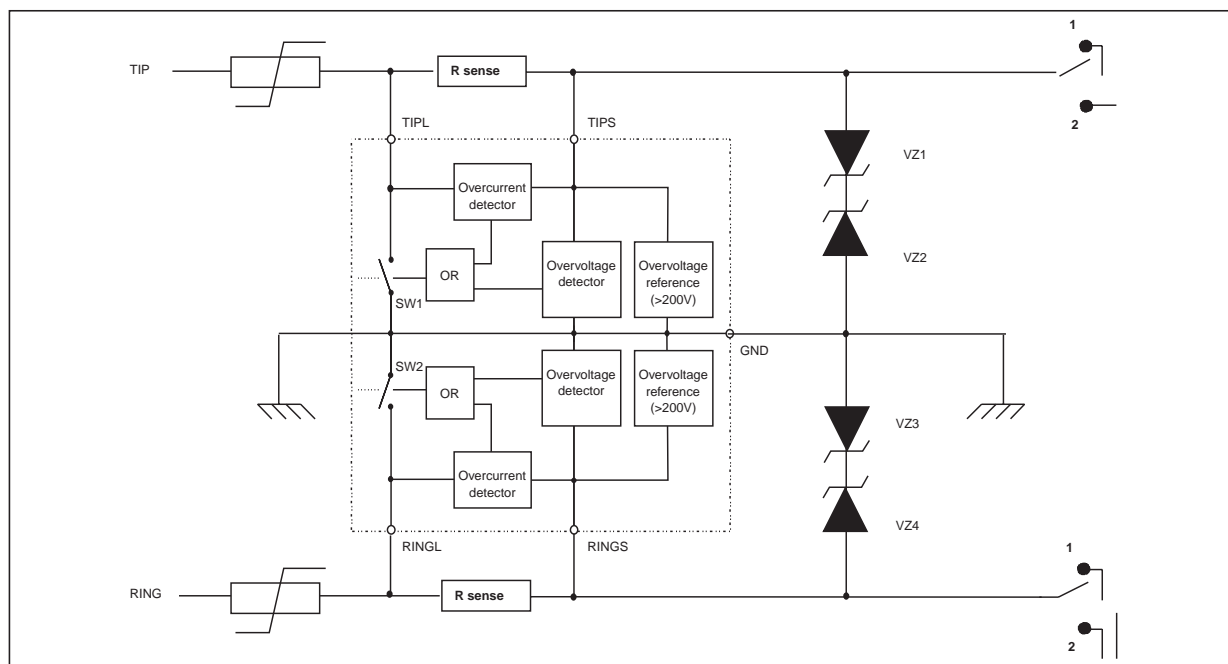 1
TIP
R sense
2
TIPL
TIPS
VZ1
Overcurrent
detector
OR
Overvoltage
detector
Overvoltage
reference
(>200V)
VZ2
SW1
GND
SW2
OR
Overvoltage
detector
Overvoltage
reference
(>200V)
VZ3
Overcurrent
detector
VZ4
RINGL
RINGS
1
RING
R sense
2